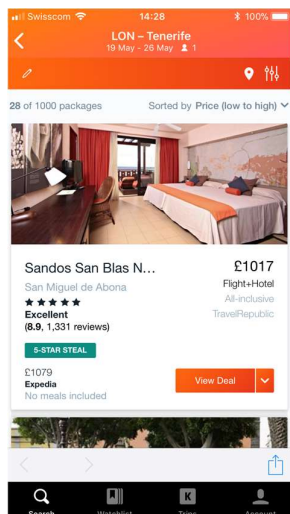 Swisscom 14:28 100%
LON – Tenerife
19 May - 26 May 1
28 of 1000 packages Sorted by Price (low to high)
Sandos San Blas N... £1017
San Miguel de Abona Flight+Hotel
★★★★★ All-inclusive
Excellent TravelRepublic
(8.9, 1,331 reviews)
5-STAR STEAL
£1079
Expedia View Deal
No meals included
K
Search Watchlist Trips Account